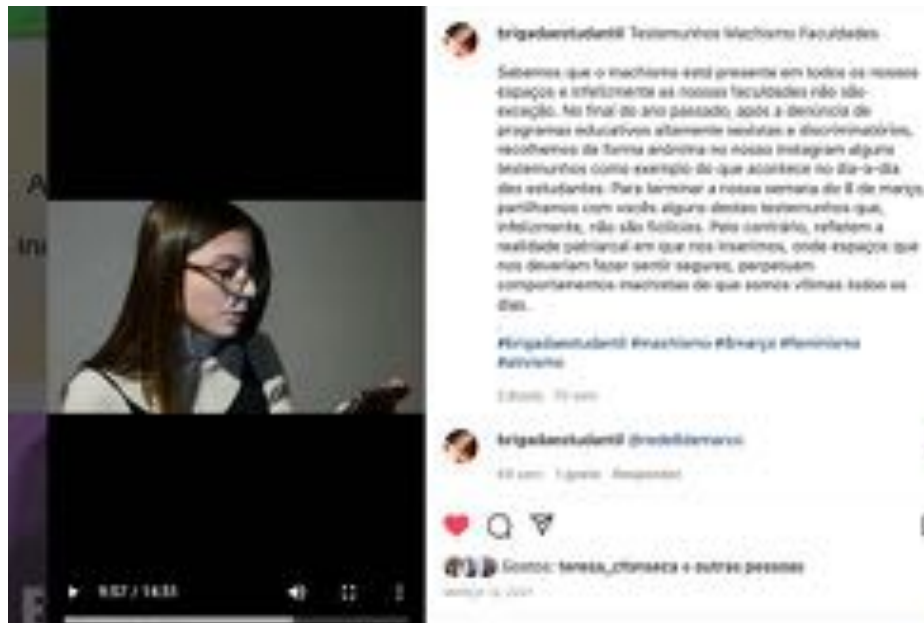 brigadaestudantil Testemunhos Machismo Faculdades
Sabemos que o machismo está presente em todos os nossos
espaços e infelizmente as nossas faculdades não são
exceção. No final do ano passado, após a denúncia de
programas educativos altamente sexistas e discriminatórios,
recolhemos de forma anónima no nosso instagram alguns
testemunhos como exemplo do que acontece no dia-a-dia
dos estudantes. Para terminar a nossa semana do 8 de março,
partilhamos com vocês alguns destes testemunhos que,
infelizmente, não são fictícios. Pelo contrário, refletem a
realidade patriarcal em que nos inserimos, onde espaços que
nos deveriam fazer sentir seguros, perpetuam
comportamentos machistas de que somos vítimas todos os
dias.
#brigadaestudantil #machismo #8março #feminismo
#ativismo
brigadaestudantil @rede8demarco
1 gosto Responder
Gostos: teresa_cfonseca e outras pessoas